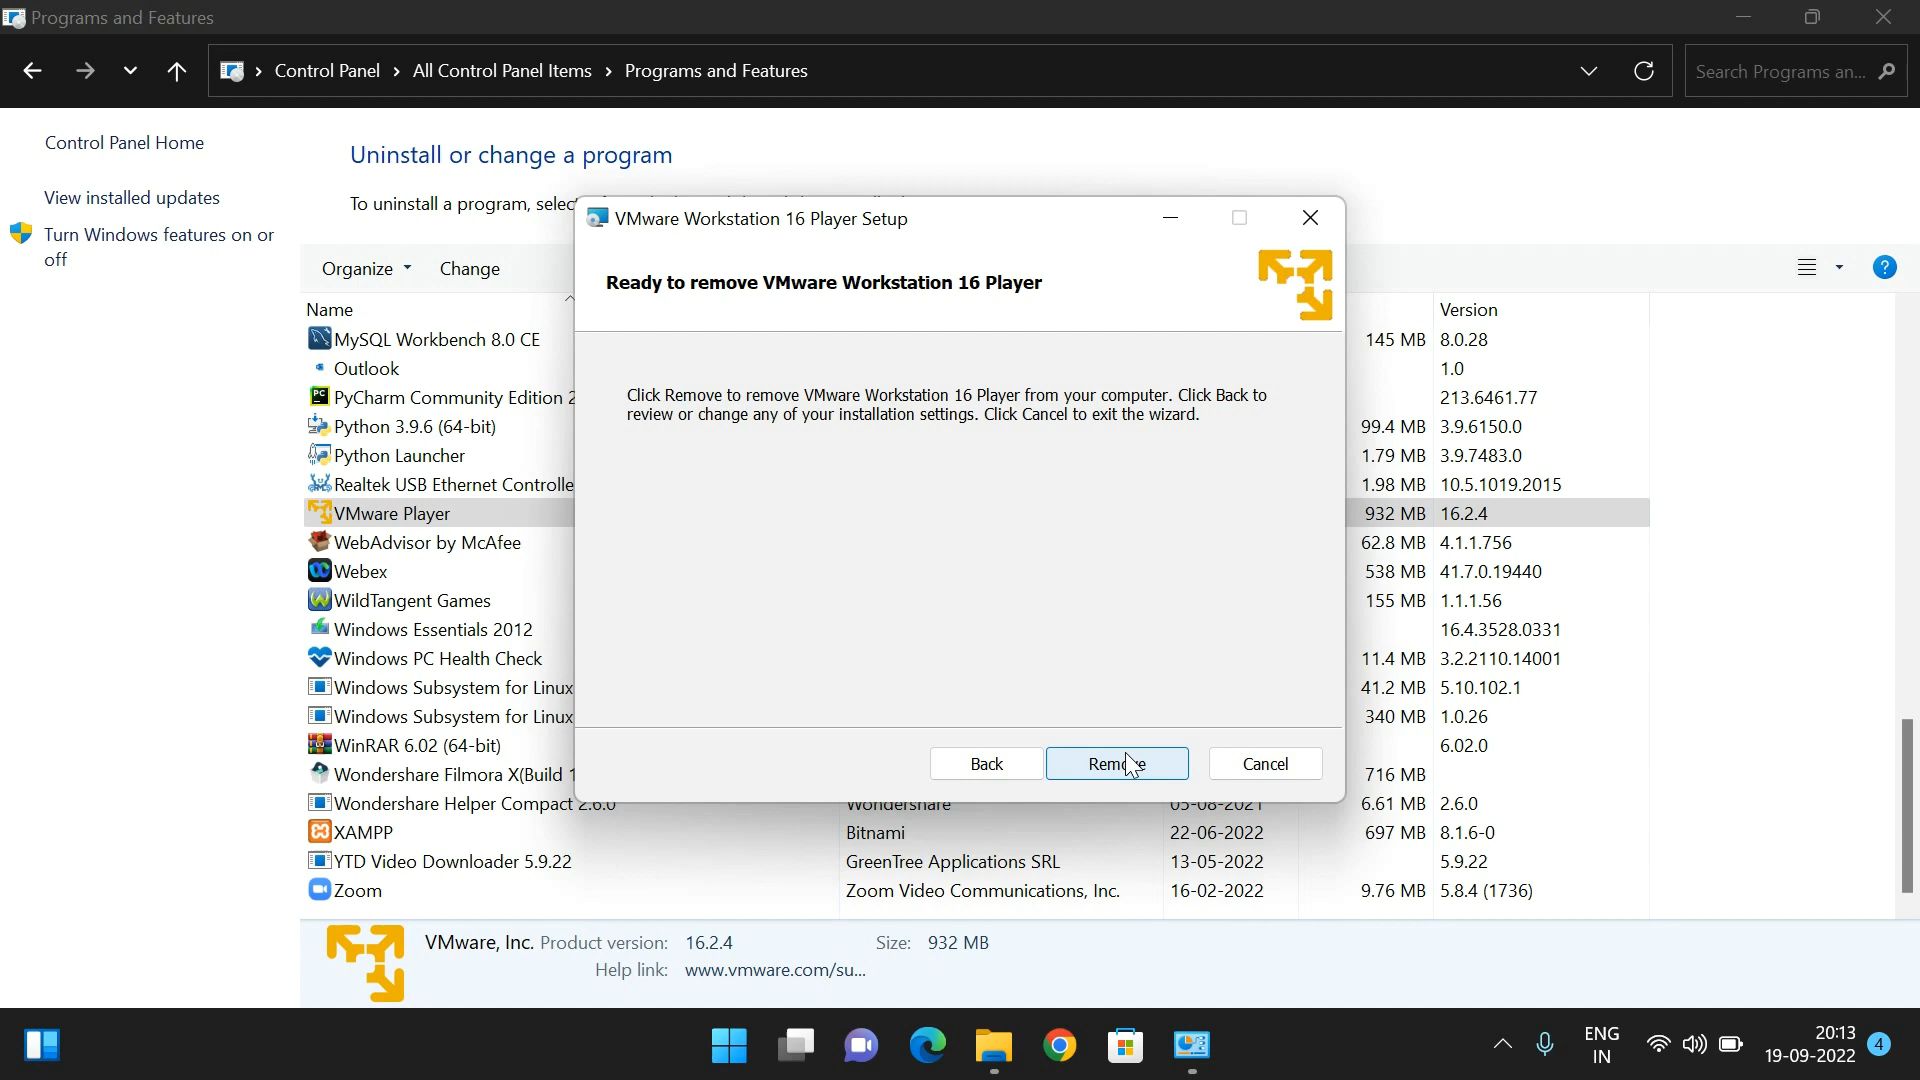 Programs and Features
Control Panel > All Control Panel Items > Programs and Features
Search Programs an...
Control Panel Home
View installed updates
Turn Windows features on or
off
Uninstall or change a program
To uninstall a program,
Organize
Change
Name
Version
MySQL Workbench 8.0 CE 145 MB 8.0.28
Outlook 1.0
PyCharm Community Edition 2 213.6461.77
Python 3.9.6 (64-bit) 99.4 MB 3.9.6150.0
Python Launcher 1.79 MB 3.9.7483.0
Realtek USB Ethernet Controlle 1.98 MB 10.5.1019.2015
VMware Player 932 MB 16.2.4
WebAdvisor by McAfee 62.8 MB 4.1.1.756
Webex 538 MB 41.7.0.19440
WildTangent Games 155 MB 1.1.1.56
Windows Essentials 2012 16.4.3528.0331
Windows PC Health Check 11.4 MB 3.2.2110.14001
Windows Subsystem for Linux 41.2 MB 5.10.102.1
Windows Subsystem for Linux 340 MB 1.0.26
WinRAR 6.02 (64-bit) 6.02.0
Wondershare Filmora X(Build 1 716 MB
Wondershare Helper Compact 2.6.0 Wondershare 05-08-2021 6.61 MB 2.6.0
XAMPP Bitnami 22-06-2022 697 MB 8.1.6-0
YTD Video Downloader 5.9.22 GreenTree Applications SRL 13-05-2022 5.9.22
Zoom Zoom Video Communications, Inc. 16-02-2022 9.76 MB 5.8.4 (1736)
VMware Workstation 16 Player Setup
Ready to remove VMware Workstation 16 Player
Click Remove to remove VMware Workstation 16 Player from your computer. Click Back to
review or change any of your installation settings. Click Cancel to exit the wizard.
Back
Remove
Cancel
VMware, Inc. Product version: 16.2.4 Size: 932 MB
Help link: www.vmware.com/su...
ENG
IN
20:13
19-09-2022
4